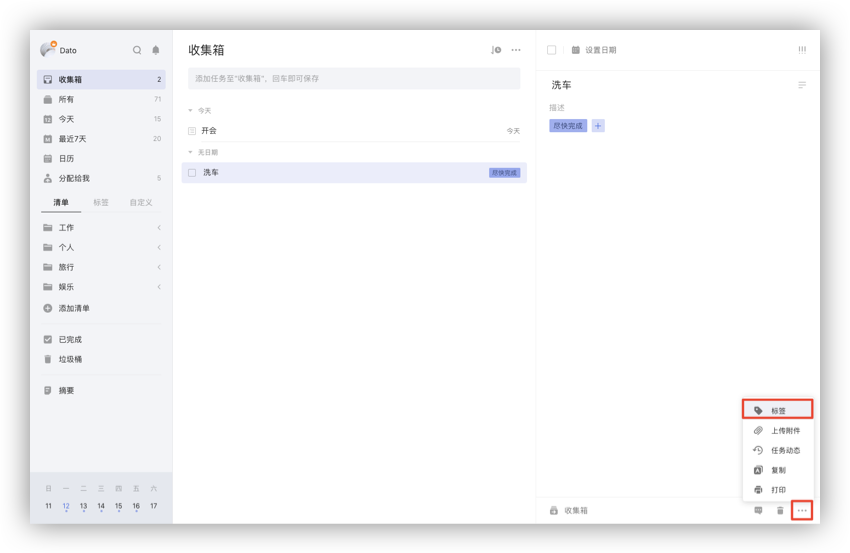 Dato
收集箱 2
所有 71
今天 15
最近7天 20
日历
分配给我 5
清单 标签 自定义
工作
个人
旅行
娱乐
添加清单
已完成
垃圾桶
摘要
日 一 二 三 四 五 六
11 12 13 14 15 16 17
收集箱
添加任务至"收集箱"，回车即可保存
今天
开会 今天
无日期
洗车 尽快完成
设置日期
洗车
描述
尽快完成 +
标签
上传附件
任务动态
复制
打印
收集箱